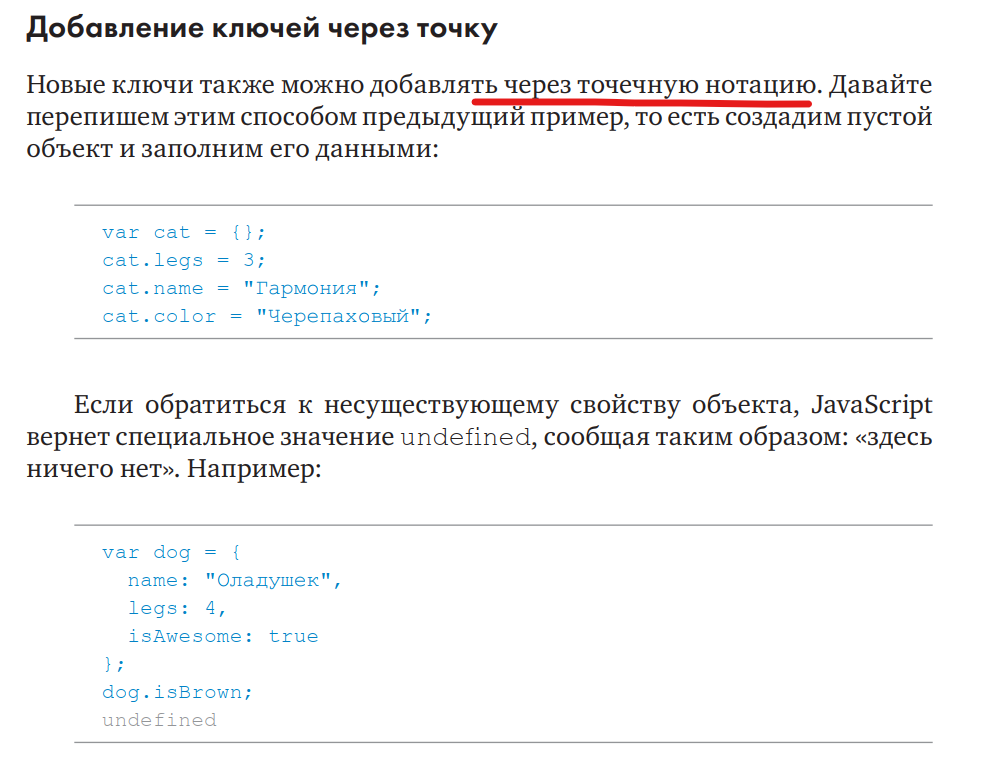 Добавление ключей через точку
Новые ключи также можно добавлять через точечную нотацию. Давайте
перепишем этим способом предыдущий пример, то есть создадим пустой
объект и заполним его данными:
var cat = {};
cat.legs = 3;
cat.name = "Гармония";
cat.color = "Черепаховый";
Если обратиться к несуществующему свойству объекта, JavaScript
вернет специальное значение undefined, сообщая таким образом: «здесь
ничего нет». Например:
var dog = {
  name: "Оладушек",
  legs: 4,
  isAwesome: true
};
dog.isBrown;
undefined